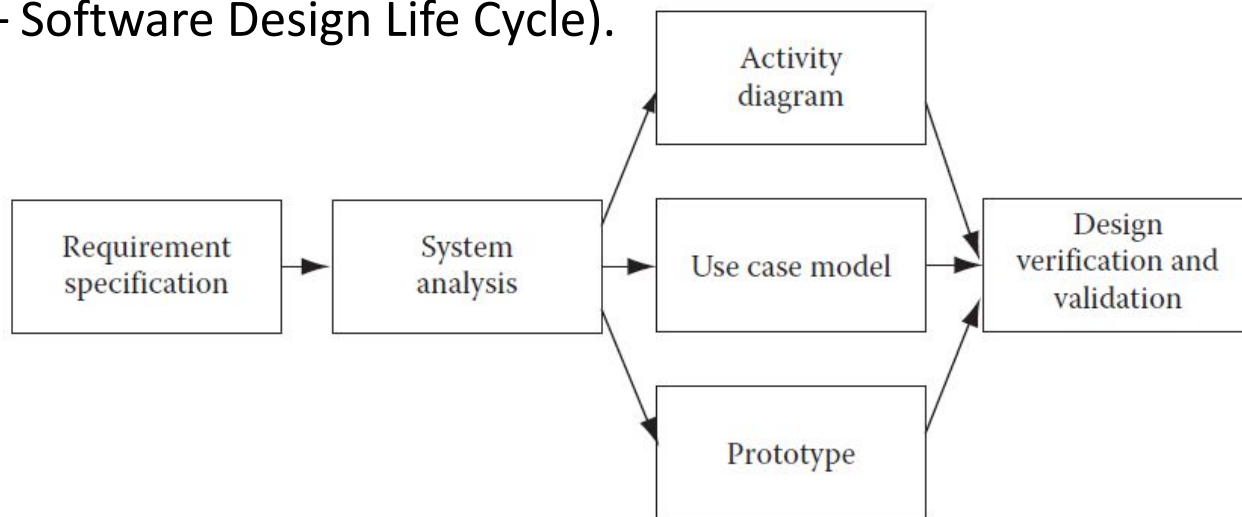 - Software Design Life Cycle).
Activity
diagram
Requirement
specification
System
analysis
Use case model
Design
verification and
validation
Prototype